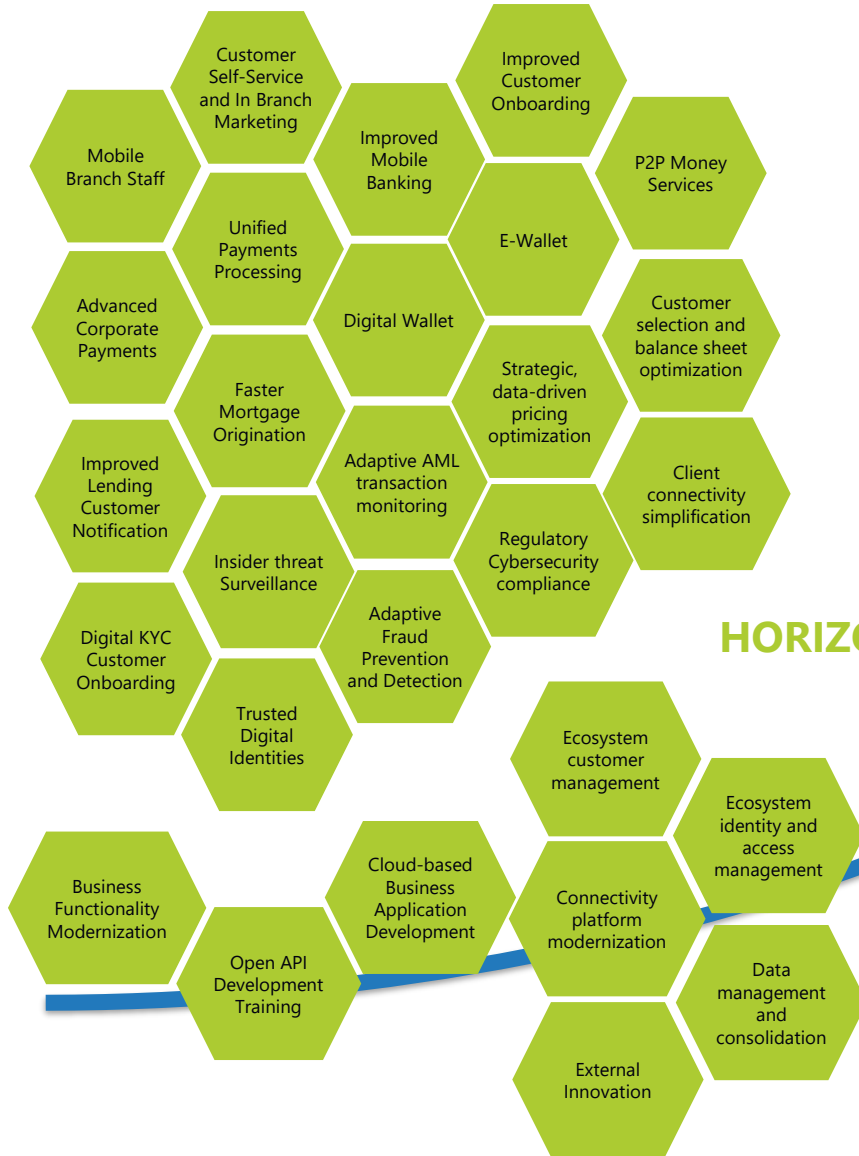 Customer
Self-Service
and In Branch
Marketing
Improved
Customer
Onboarding
Mobile
Branch Staff
Improved
Mobile
Banking
P2P Money
Services
Unified
Payments
Processing
E-Wallet
Advanced
Corporate
Payments
Digital Wallet
Customer
selection and
balance sheet
optimization
Faster
Mortgage
Origination
Strategic,
data-driven
pricing
optimization
Improved
Lending
Customer
Notification
Adaptive AML
transaction
monitoring
Client
connectivity
simplification
Insider threat
Surveillance
Regulatory
Cybersecurity
compliance
Digital KYC
Customer
Onboarding
Adaptive
Fraud
Prevention
and Detection
HORIZO
Trusted
Digital
Identities
Ecosystem
customer
management
Ecosystem
identity and
access
management
Business
Functionality
Modernization
Cloud-based
Business
Application
Development
Connectivity
platform
modernization
Open API
Development
Training
Data
management
and
consolidation
External
Innovation